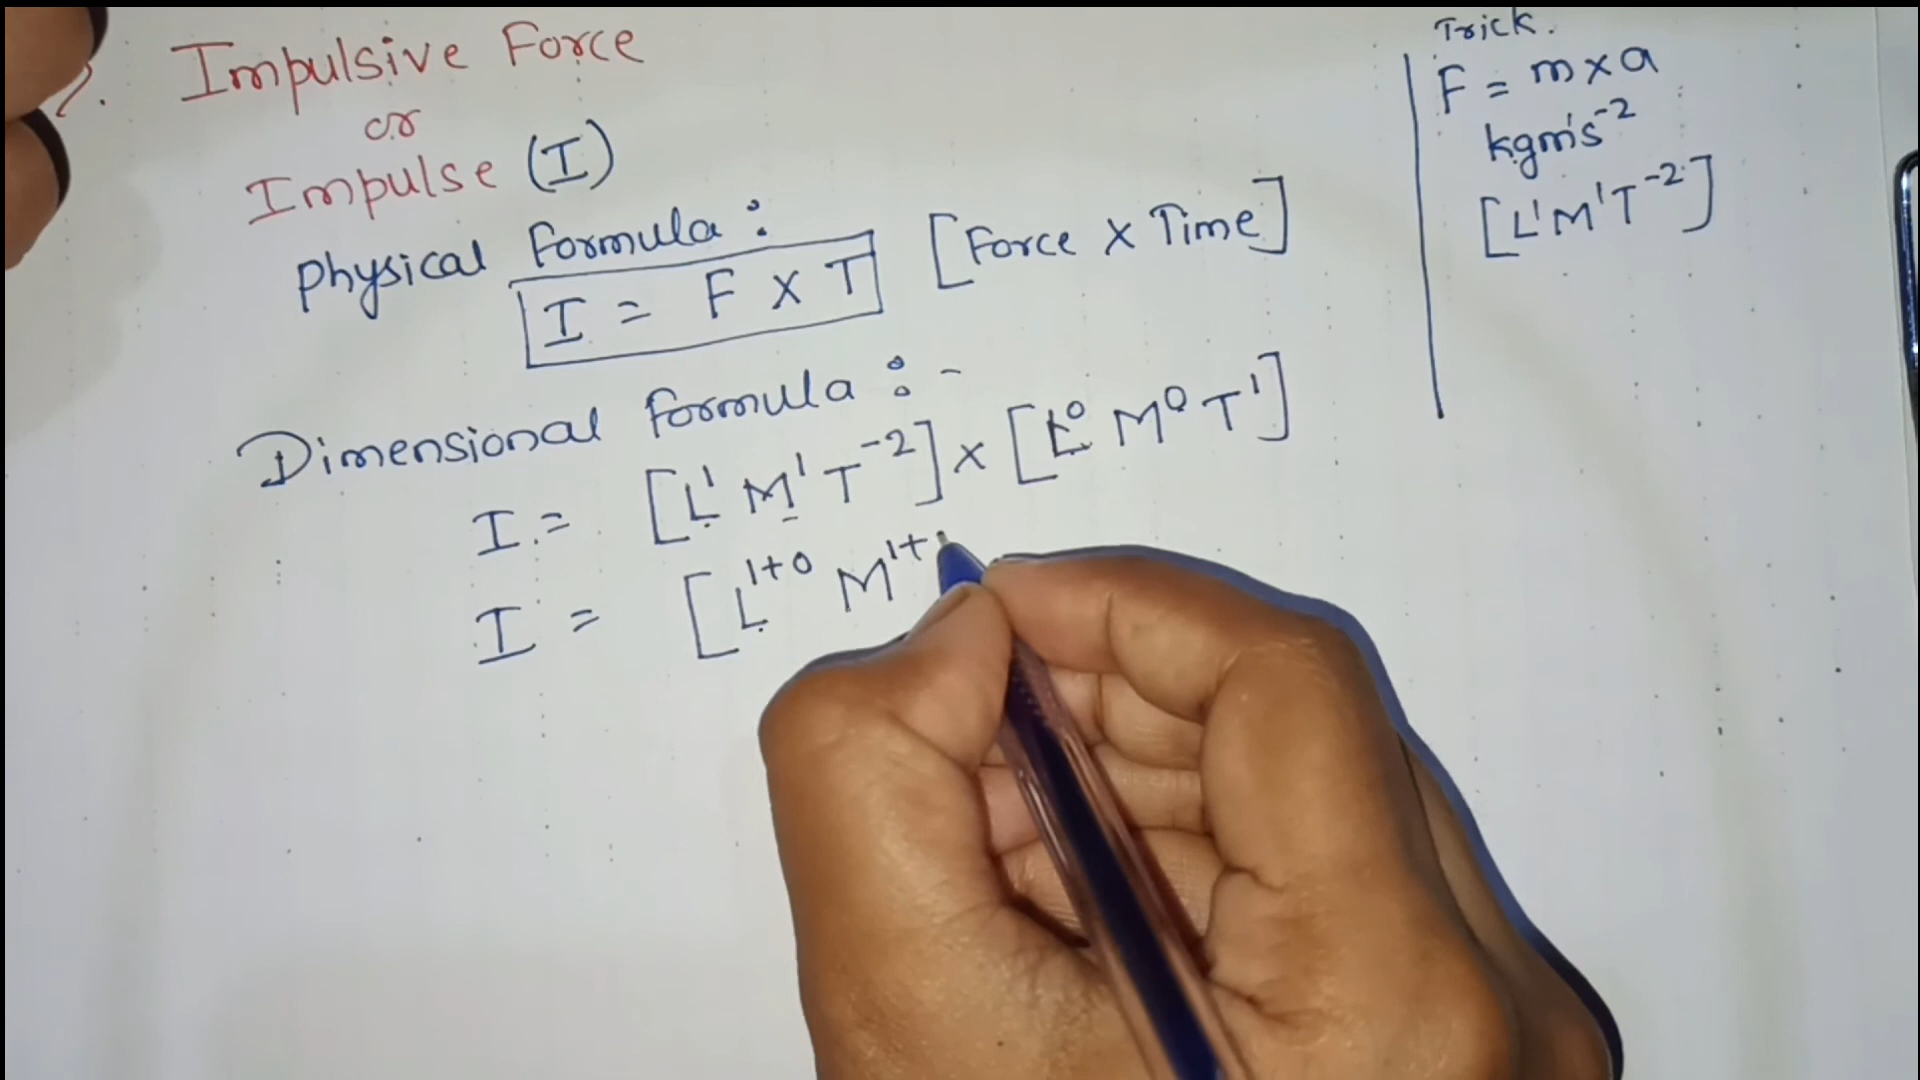 Impulsive Force
or
Impulse (I)
Physical Formula :
I = F x T [Force x Time]
Dimensional Formula : -
I = [L¹ M¹ T⁻²] x [L⁰ M⁰ T¹]
I = [L¹⁺⁰ M¹⁺
Trick.
F = m x a
kgm¹s⁻²
[L¹M¹T⁻²]